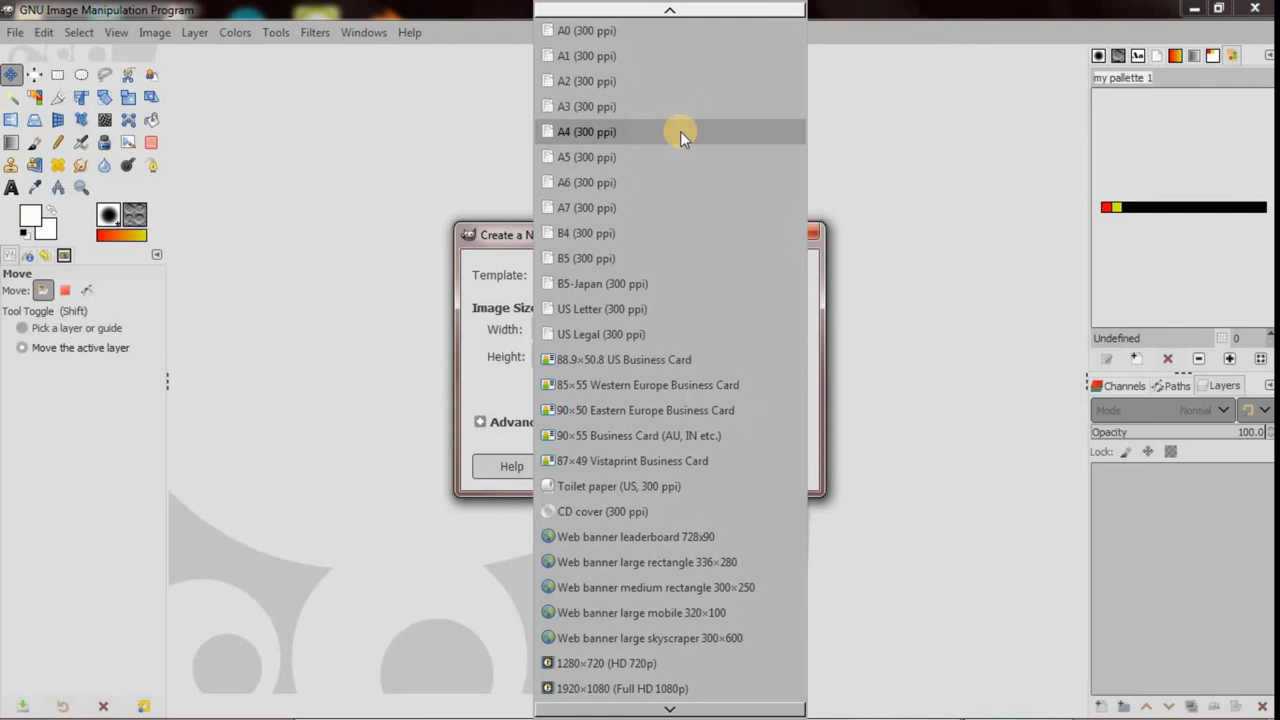 GNU Image Manipulation Program
File Edit Select View Image Layer Colors Tools Filters Windows Help
A0 (300 ppi)
A1 (300 ppi)
A2 (300 ppi)
A3 (300 ppi)
A4 (300 ppi)
A5 (300 ppi)
A6 (300 ppi)
A7 (300 ppi)
B4 (300 ppi)
B5 (300 ppi)
B5-Japan (300 ppi)
US Letter (300 ppi)
US Legal (300 ppi)
88.9×50.8 US Business Card
85×55 Western Europe Business Card
90×50 Eastern Europe Business Card
90×55 Business Card (AU, IN etc.)
87×49 Vistaprint Business Card
Toilet paper (US, 300 ppi)
CD cover (300 ppi)
Web banner leaderboard 728x90
Web banner large rectangle 336×280
Web banner medium rectangle 300×250
Web banner large mobile 320×100
Web banner large skyscraper 300×600
1280×720 (HD 720p)
1920×1080 (Full HD 1080p)
Create a N
Template:
Image Size
Width:
Height:
Advan
Help
Move
Move:
Tool Toggle (Shift)
Pick a layer or guide
Move the active layer
Aa
my palette 1
Undefined 0
Channels Paths Layers
Mode Normal
Opacity 100.0
Lock: